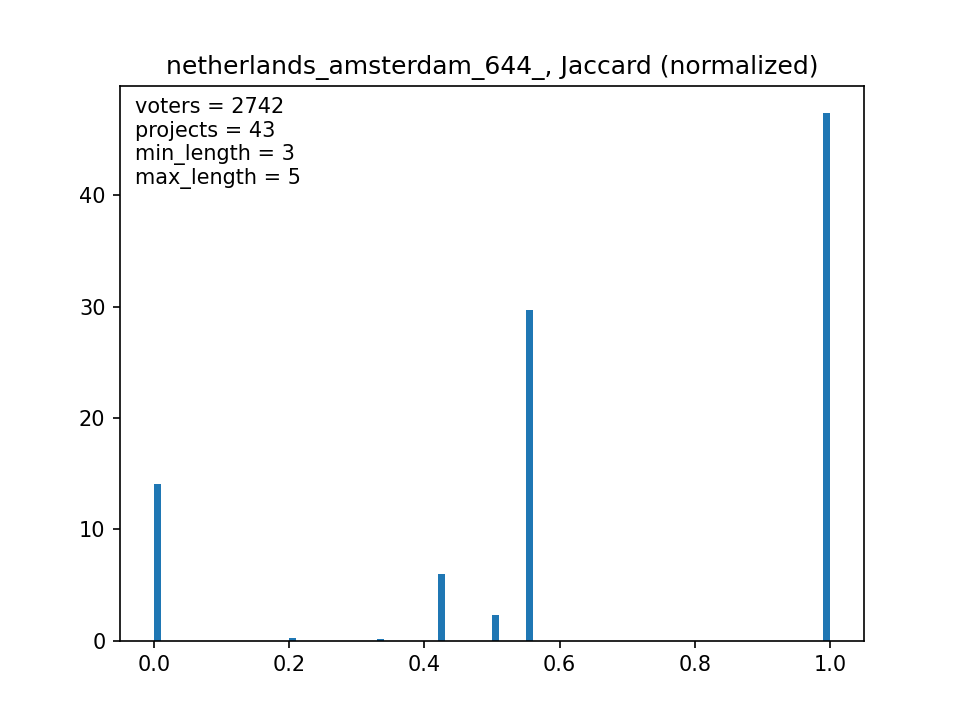 netherlands_amsterdam_644_, Jaccard (normalized)
voters = 2742
projects = 43
min_length = 3
max_length = 5
40
30
20
10
0
0.0 0.2 0.4 0.6 0.8 1.0